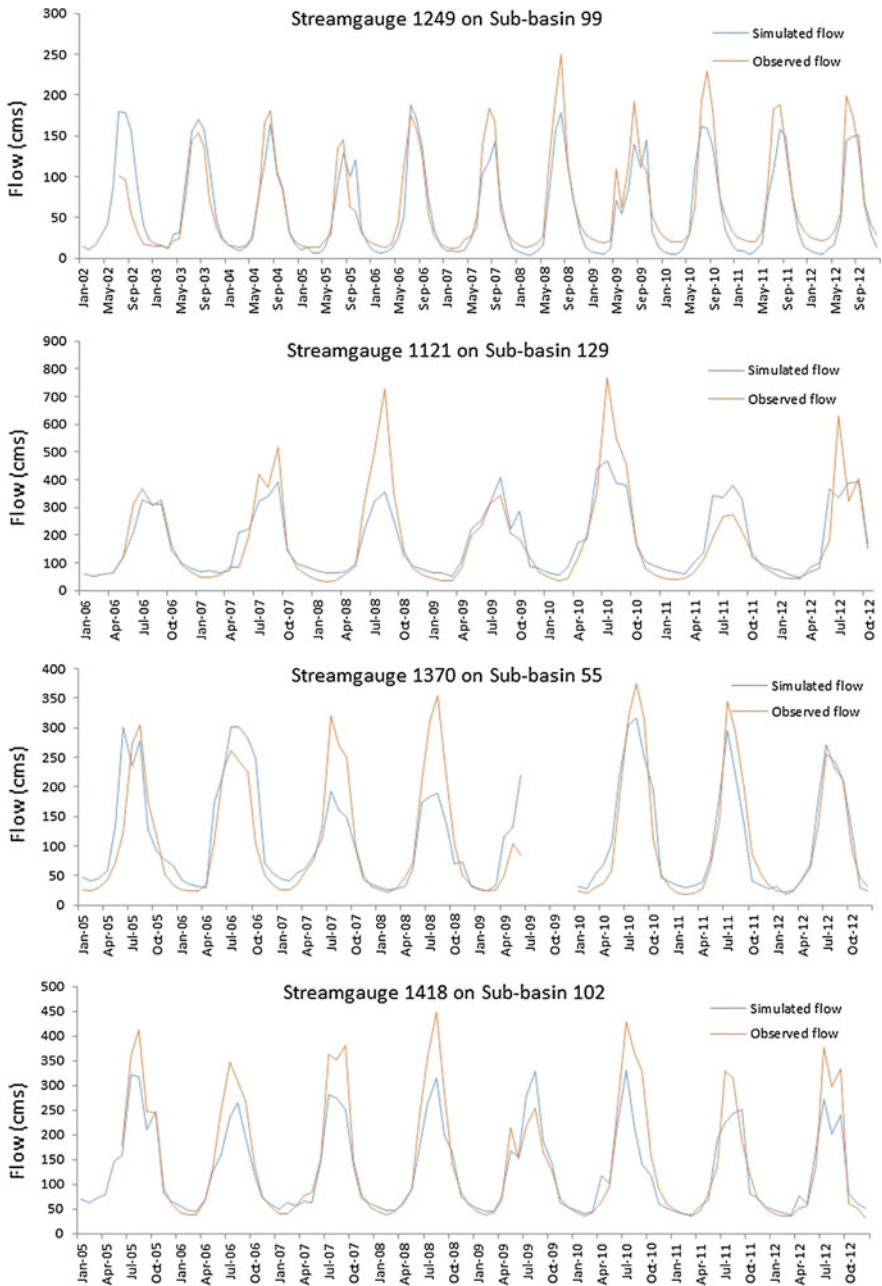 Streamgauge 1249 on Sub-basin 99
Simulated flow
Observed flow
Flow (cms)
300
250
200
150
100
50
0
Jan-02 May-02 Sep-02 Jan-03 May-03 Sep-03 Jan-04 May-04 Sep-04 Jan-05 May-05 Sep-05 Jan-06 May-06 Sep-06 Jan-07 May-07 Sep-07 Jan-08 May-08 Sep-08 Jan-09 May-09 Sep-09 Jan-10 May-10 Sep-10 Jan-11 May-11 Sep-11 Jan-12 May-12 Sep-12
Streamgauge 1121 on Sub-basin 129
Simulated flow
Observed flow
Flow (cms)
900
800
700
600
500
400
300
200
100
0
Jan-06 Apr-06 Jul-06 Oct-06 Jan-07 Apr-07 Jul-07 Oct-07 Jan-08 Apr-08 Jul-08 Oct-08 Jan-09 Apr-09 Jul-09 Oct-09 Jan-10 Apr-10 Jul-10 Oct-10 Jan-11 Apr-11 Jul-11 Oct-11 Jan-12 Apr-12 Jul-12 Oct-12
Streamgauge 1370 on Sub-basin 55
Simulated flow
Observed flow
Flow (cms)
400
350
300
250
200
150
100
50
0
Jan-05 Apr-05 Jul-05 Oct-05 Jan-06 Apr-06 Jul-06 Oct-06 Jan-07 Apr-07 Jul-07 Oct-07 Jan-08 Apr-08 Jul-08 Oct-08 Jan-09 Apr-09 Jul-09 Oct-09 Jan-10 Apr-10 Jul-10 Oct-10 Jan-11 Apr-11 Jul-11 Oct-11 Jan-12 Apr-12 Jul-12 Oct-12
Streamgauge 1418 on Sub-basin 102
Simulated flow
Observed flow
Flow (cms)
500
450
400
350
300
250
200
150
100
50
0
Jan-05 Apr-05 Jul-05 Oct-05 Jan-06 Apr-06 Jul-06 Oct-06 Jan-07 Apr-07 Jul-07 Oct-07 Jan-08 Apr-08 Jul-08 Oct-08 Jan-09 Apr-09 Jul-09 Oct-09 Jan-10 Apr-10 Jul-10 Oct-10 Jan-11 Apr-11 Jul-11 Oct-11 Jan-12 Apr-12 Jul-12 Oct-12